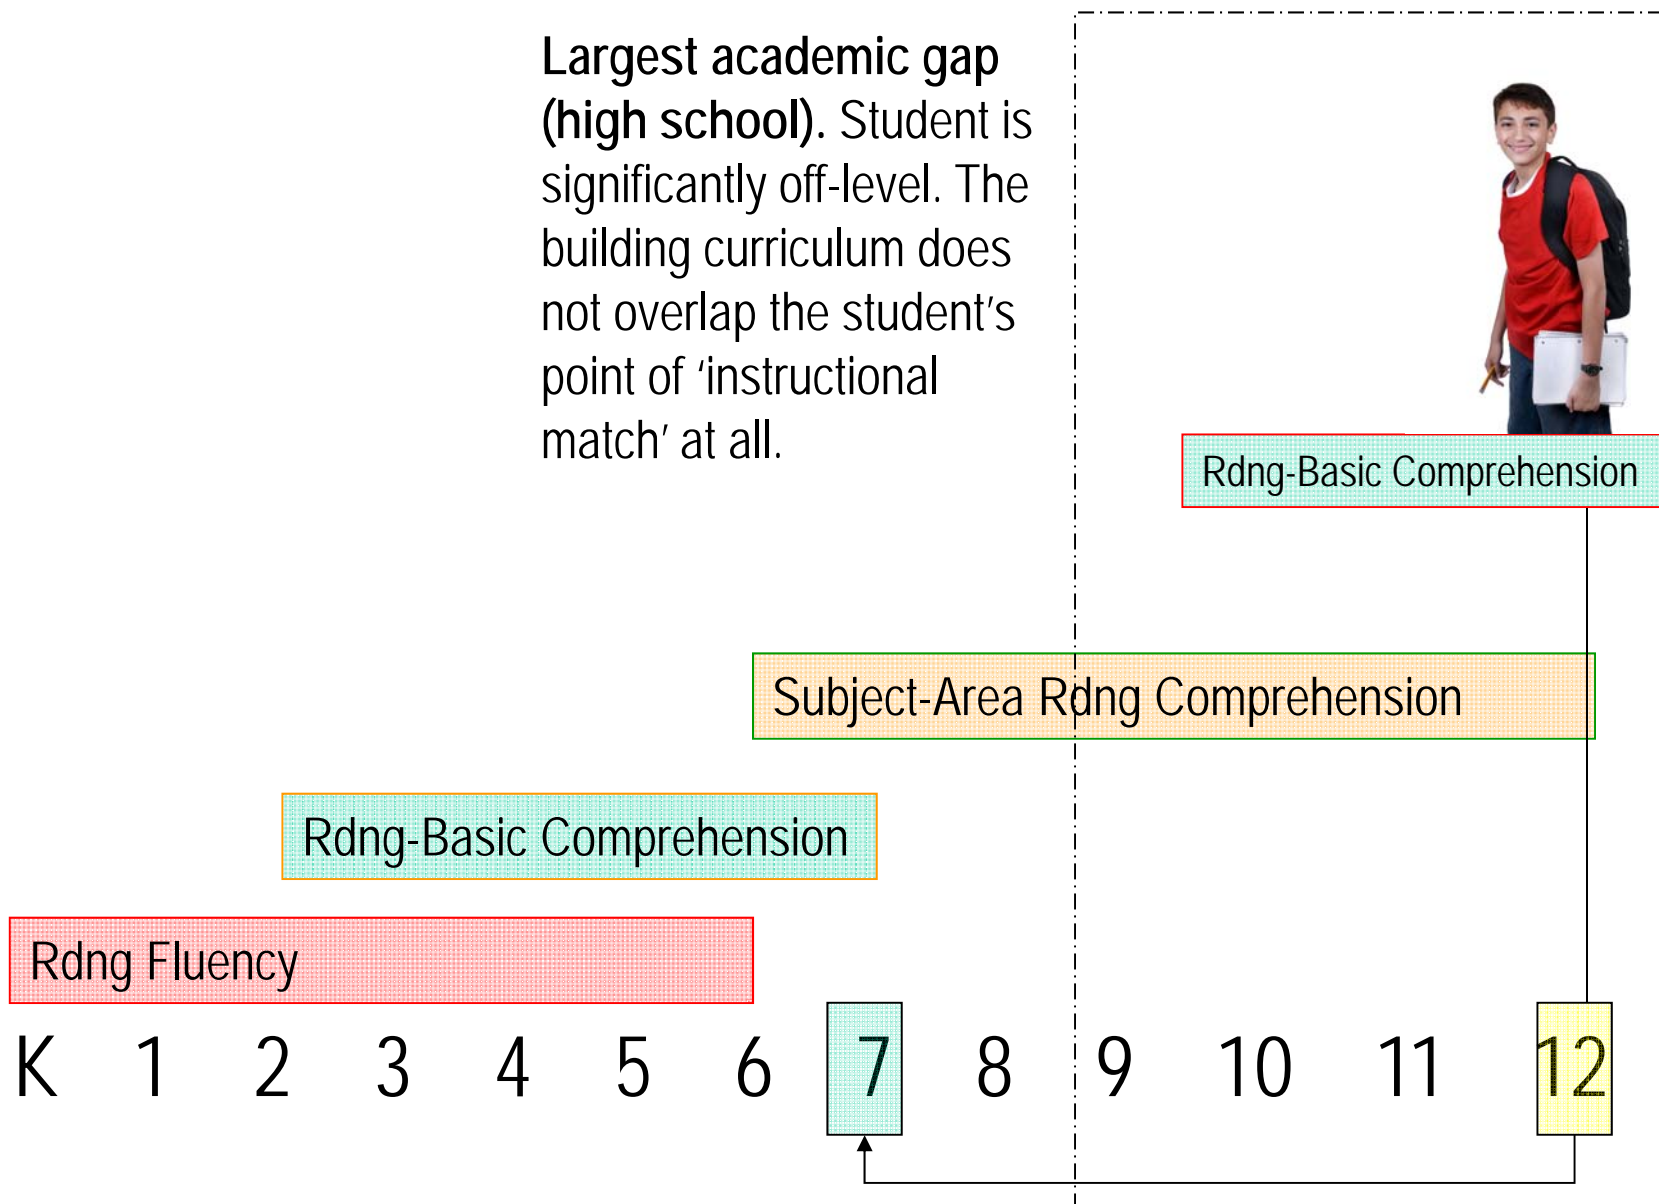 Largest academic gap
(high school). Student is
significantly off-level. The
building curriculum does
not overlap the student's
point of ‘instructional
match’ at all.
Rdng-Basic Comprehension
Subject-Area Rdng Comprehension
Rdng-Basic Comprehension
Rdng Fluency
K 1 2 3 4 5 6 7 8 9 10 11 12